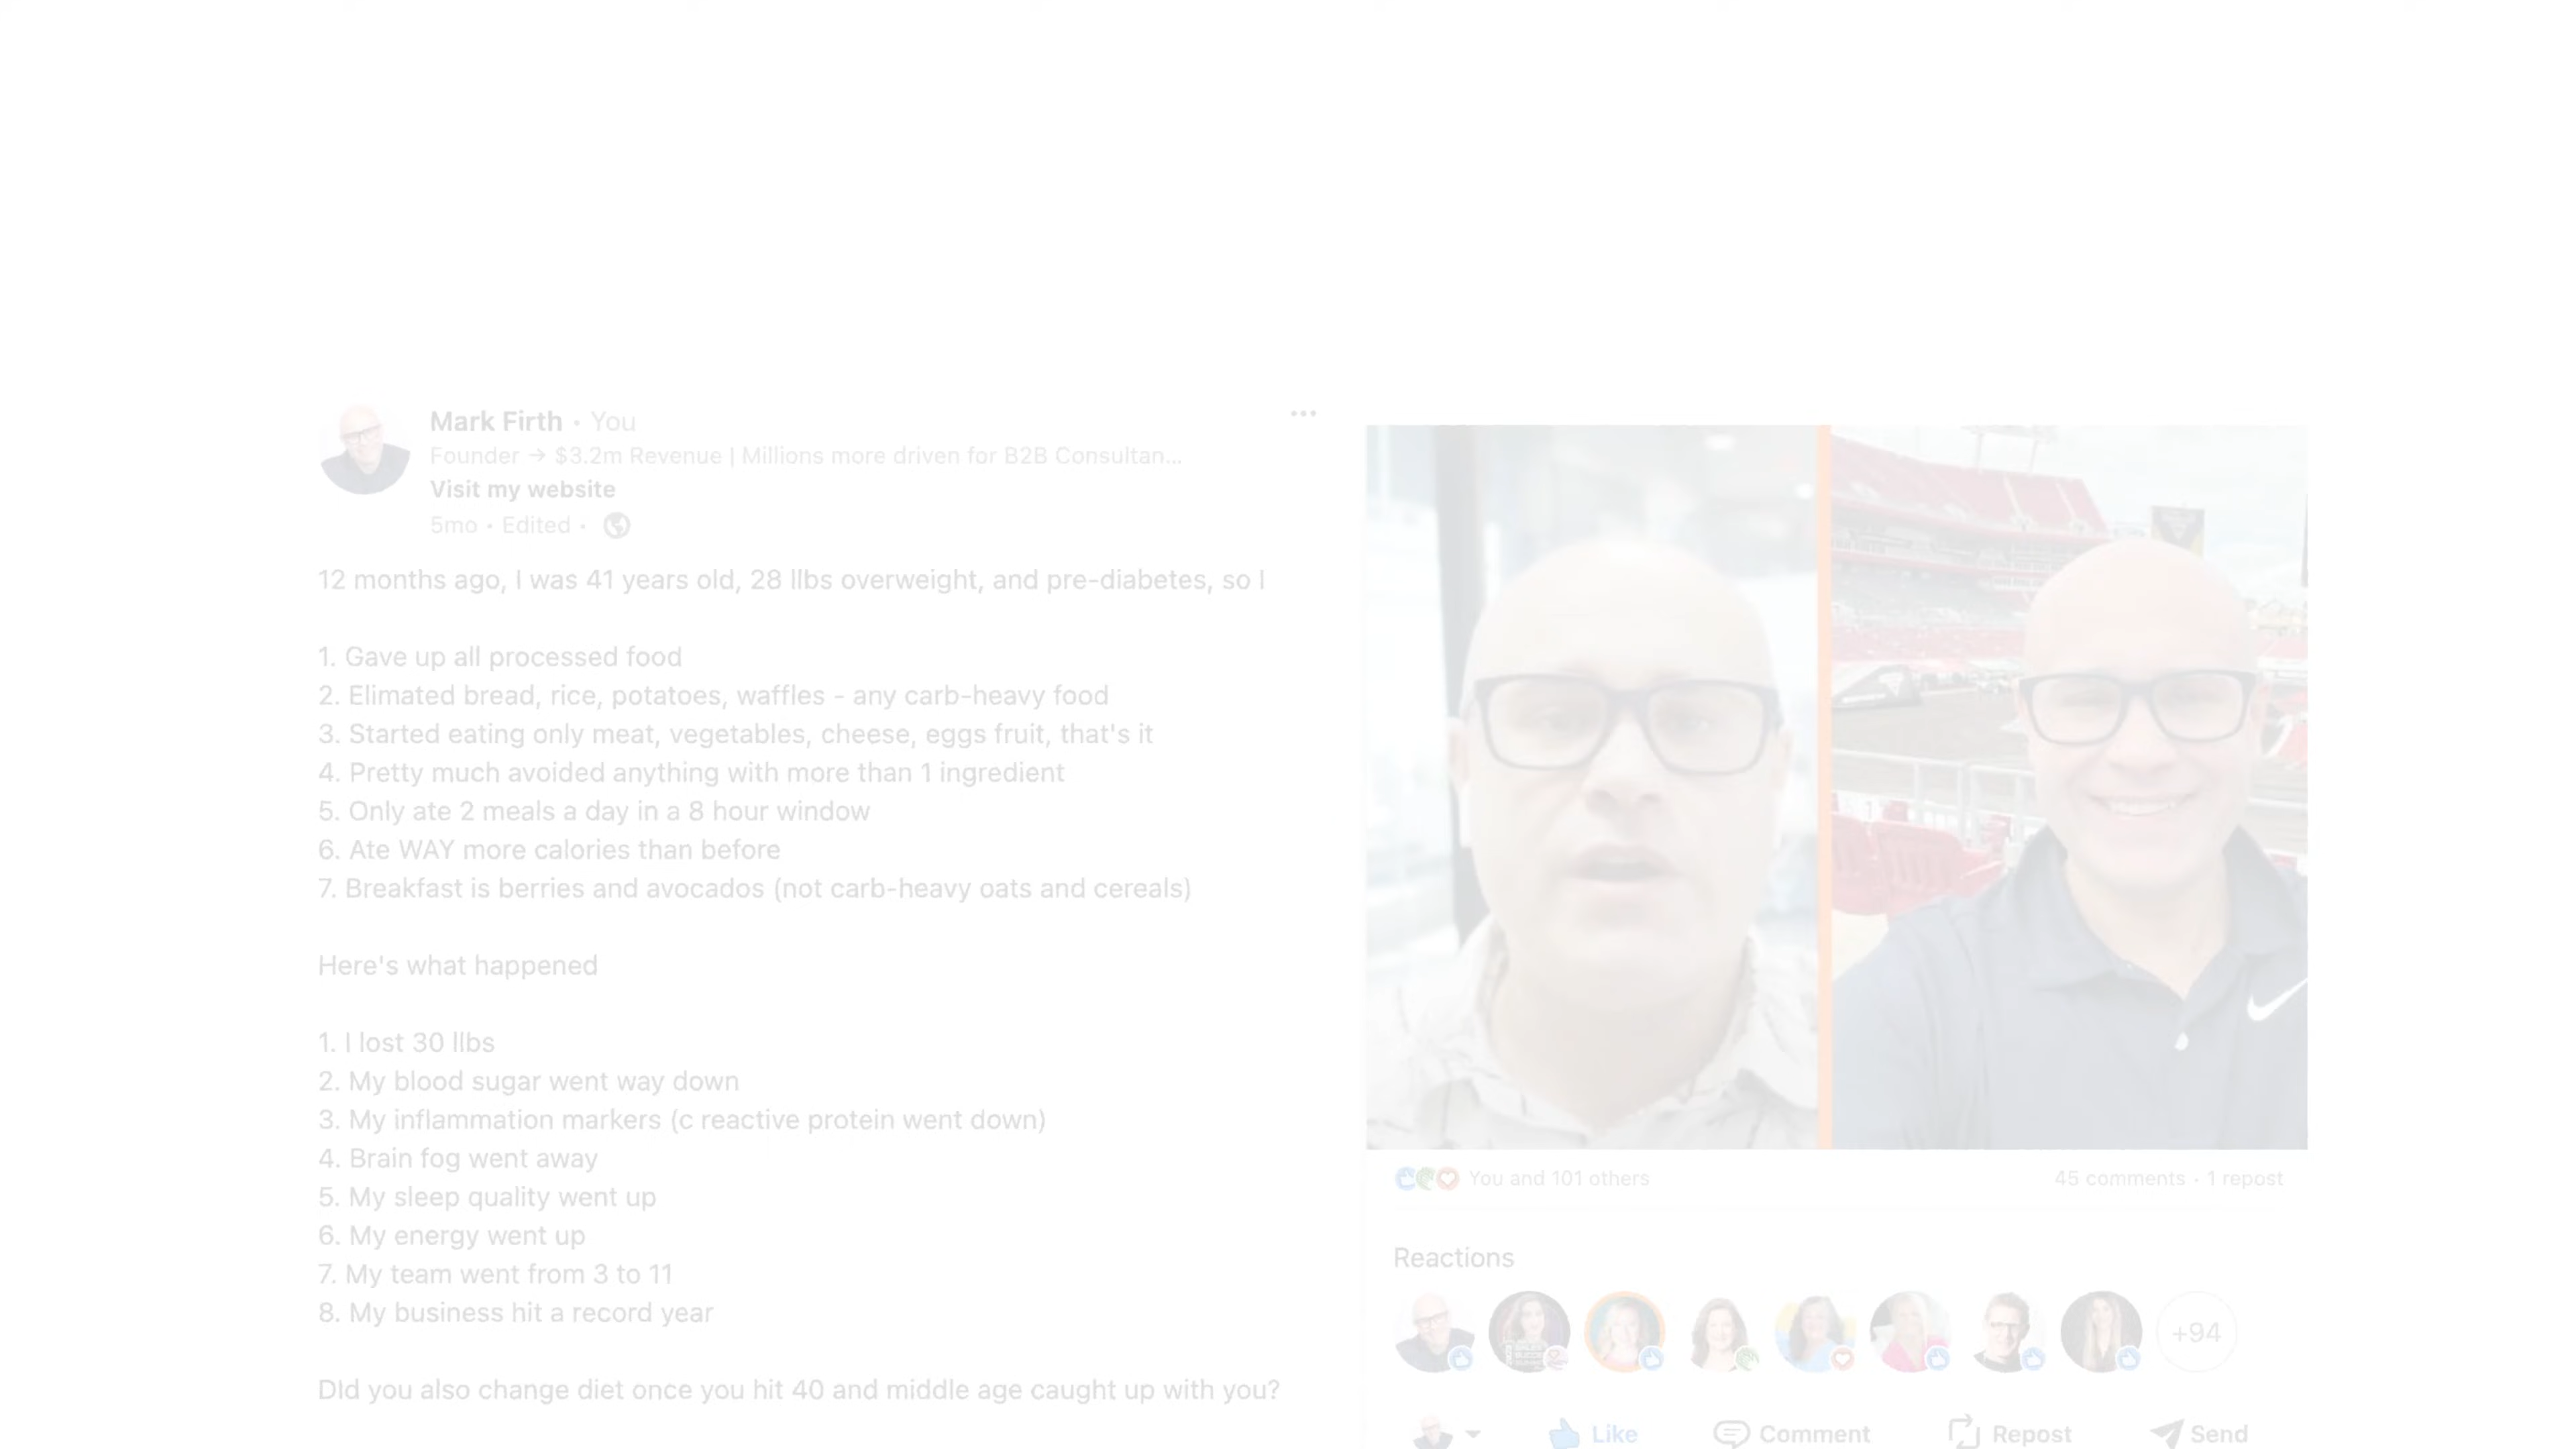 Mark Firth • You
Founder → $3.2m Revenue | Millions more driven for B2B Consultan...
Visit my website
5mo • Edited •
12 months ago, I was 41 years old, 28 llbs overweight, and pre-diabetes, so I
1. Gave up all processed food
2. Elimated bread, rice, potatoes, waffles - any carb-heavy food
3. Started eating only meat, vegetables, cheese, eggs fruit, that's it
4. Pretty much avoided anything with more than 1 ingredient
5. Only ate 2 meals a day in a 8 hour window
6. Ate WAY more calories than before
7. Breakfast is berries and avocados (not carb-heavy oats and cereals)
Here's what happened
1. I lost 30 llbs
2. My blood sugar went way down
3. My inflammation markers (c reactive protein went down)
4. Brain fog went away
5. My sleep quality went up
6. My energy went up
7. My team went from 3 to 11
8. My business hit a record year
DId you also change diet once you hit 40 and middle age caught up with you?
You and 101 others
45 comments • 1 repost
Reactions
+94
Like
Comment
Repost
Send